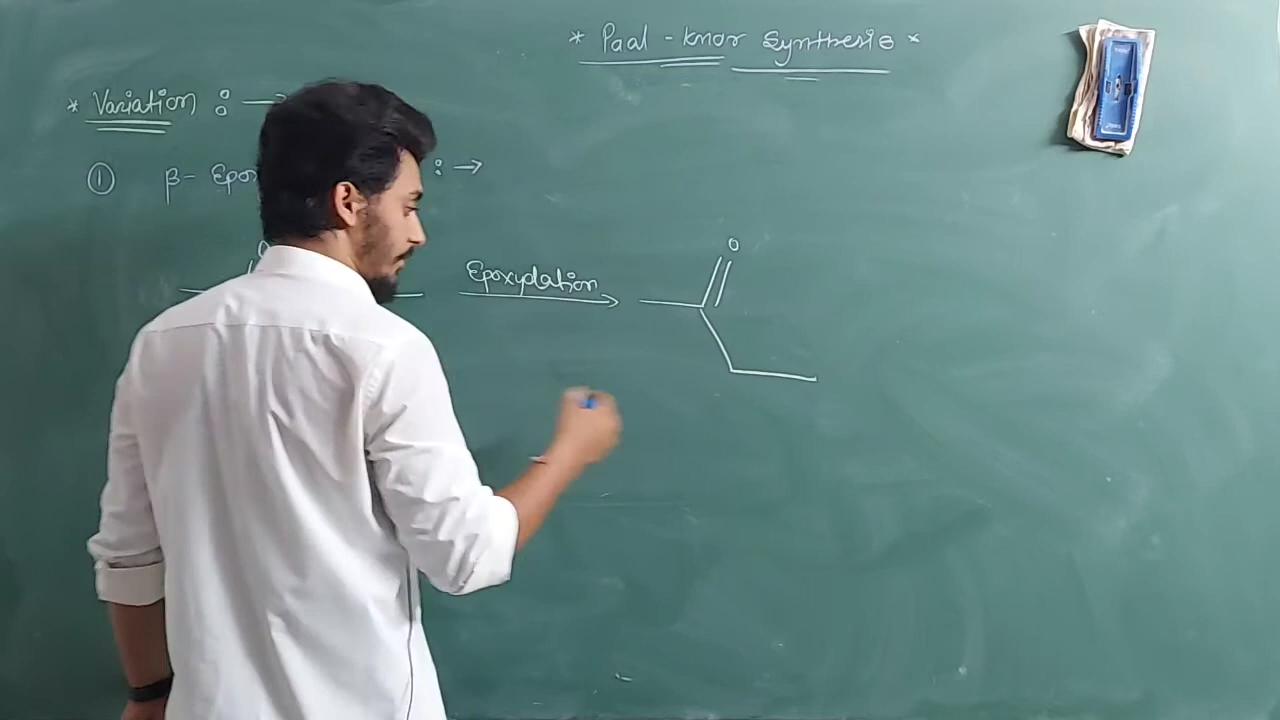 * Paal - Knor Synthesis *
* Variation : →
① β- Epo : →
O
Epoxydation
O